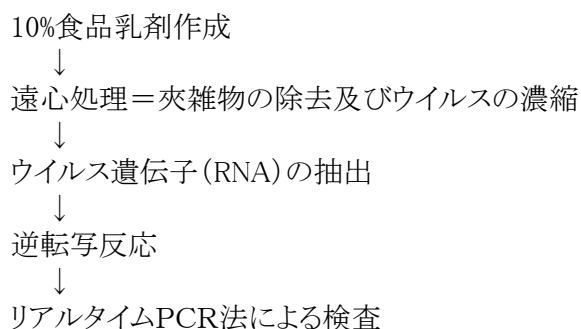 10%食品乳剤作成
↓
遠心処理＝夾雑物の除去及びウイルスの濃縮
↓
ウイルス遺伝子（RNA）の抽出
↓
逆転写反応
↓
リアルタイムPCR法による検査